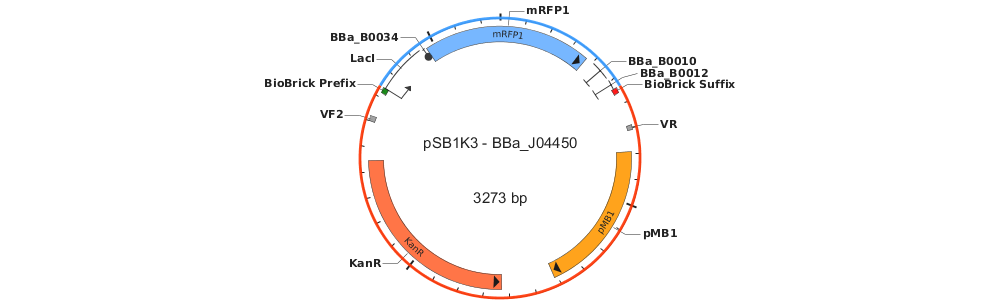 mRFP1
mRFP1
BBa_B0034
LacI
BioBrick Prefix
VF2
BBa_B0010
BBa_B0012
BioBrick Suffix
VR
pSB1K3 - BBa_J04450
3273 bp
pMB1
pMB1
KanR
KanR